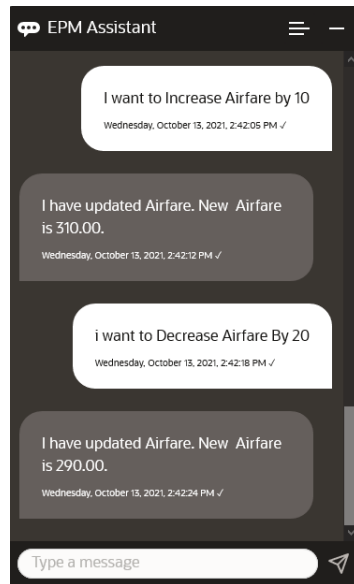 EPM Assistant
I want to Increase Airfare by 10
Wednesday, October 13, 2021, 2:42:05 PM ✓
I have updated Airfare. New Airfare
is 310.00.
Wednesday, October 13, 2021, 2:42:12 PM ✓
i want to Decrease Airfare By 20
Wednesday, October 13, 2021, 2:42:18 PM ✓
I have updated Airfare. New Airfare
is 290.00.
Wednesday, October 13, 2021, 2:42:24 PM ✓
Type a message